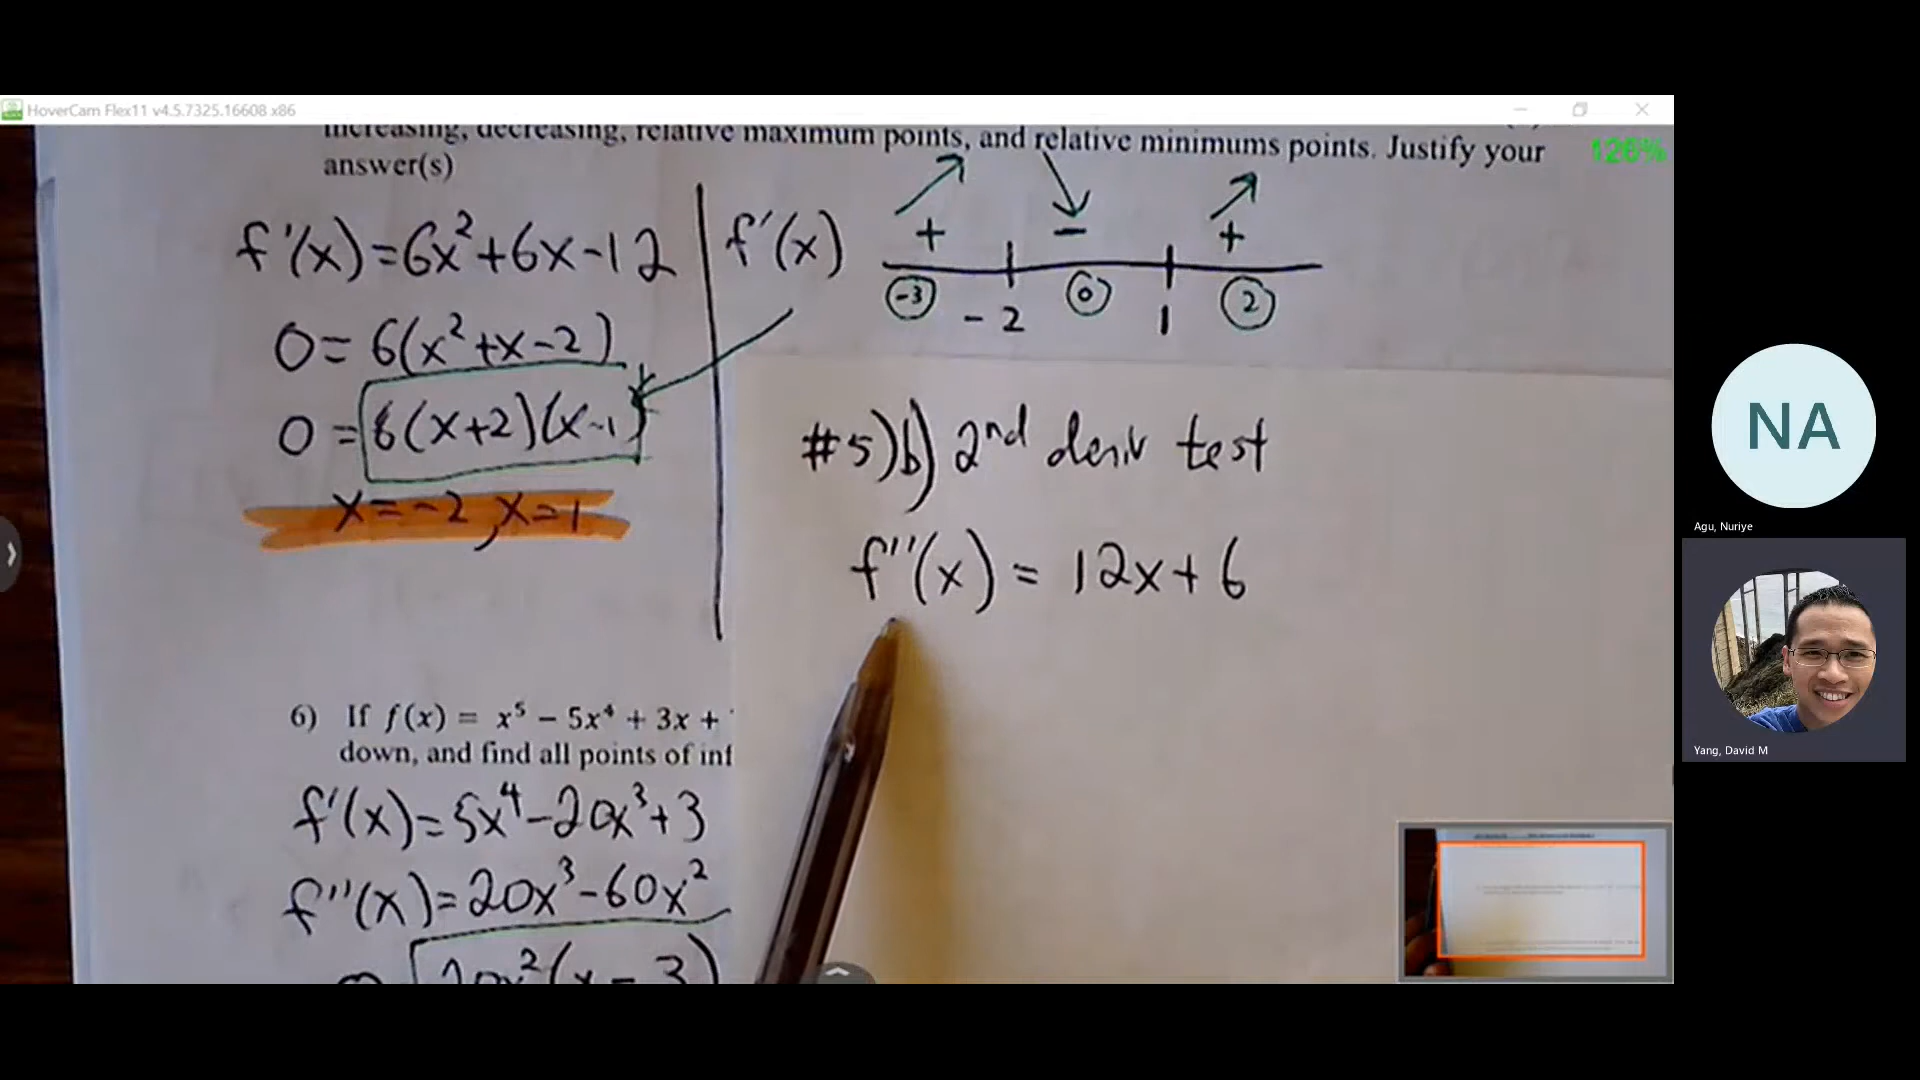 HoverCam Flex11 v4.5.7325.16608 x86
increasing, decreasing, relative maximum points, and relative minimums points. Justify your
answer(s)
126%
f'(x)=6x²+6x-12
0=6(x²+x-2)
0=6(x+2)(x-1)
x=-2, x=1
f'(x)
+ - +
-3 0 2
-2 1
#5)b) 2nd deriv test
f''(x) = 12x+6
6) If f(x) = x⁵ - 5x⁴ + 3x +
down, and find all points of inf
f'(x)=5x⁴-20x³+3
f''(x)=20x³-60x²
20x²(x-3)
NA
Agu, Nuriye
Yang, David M